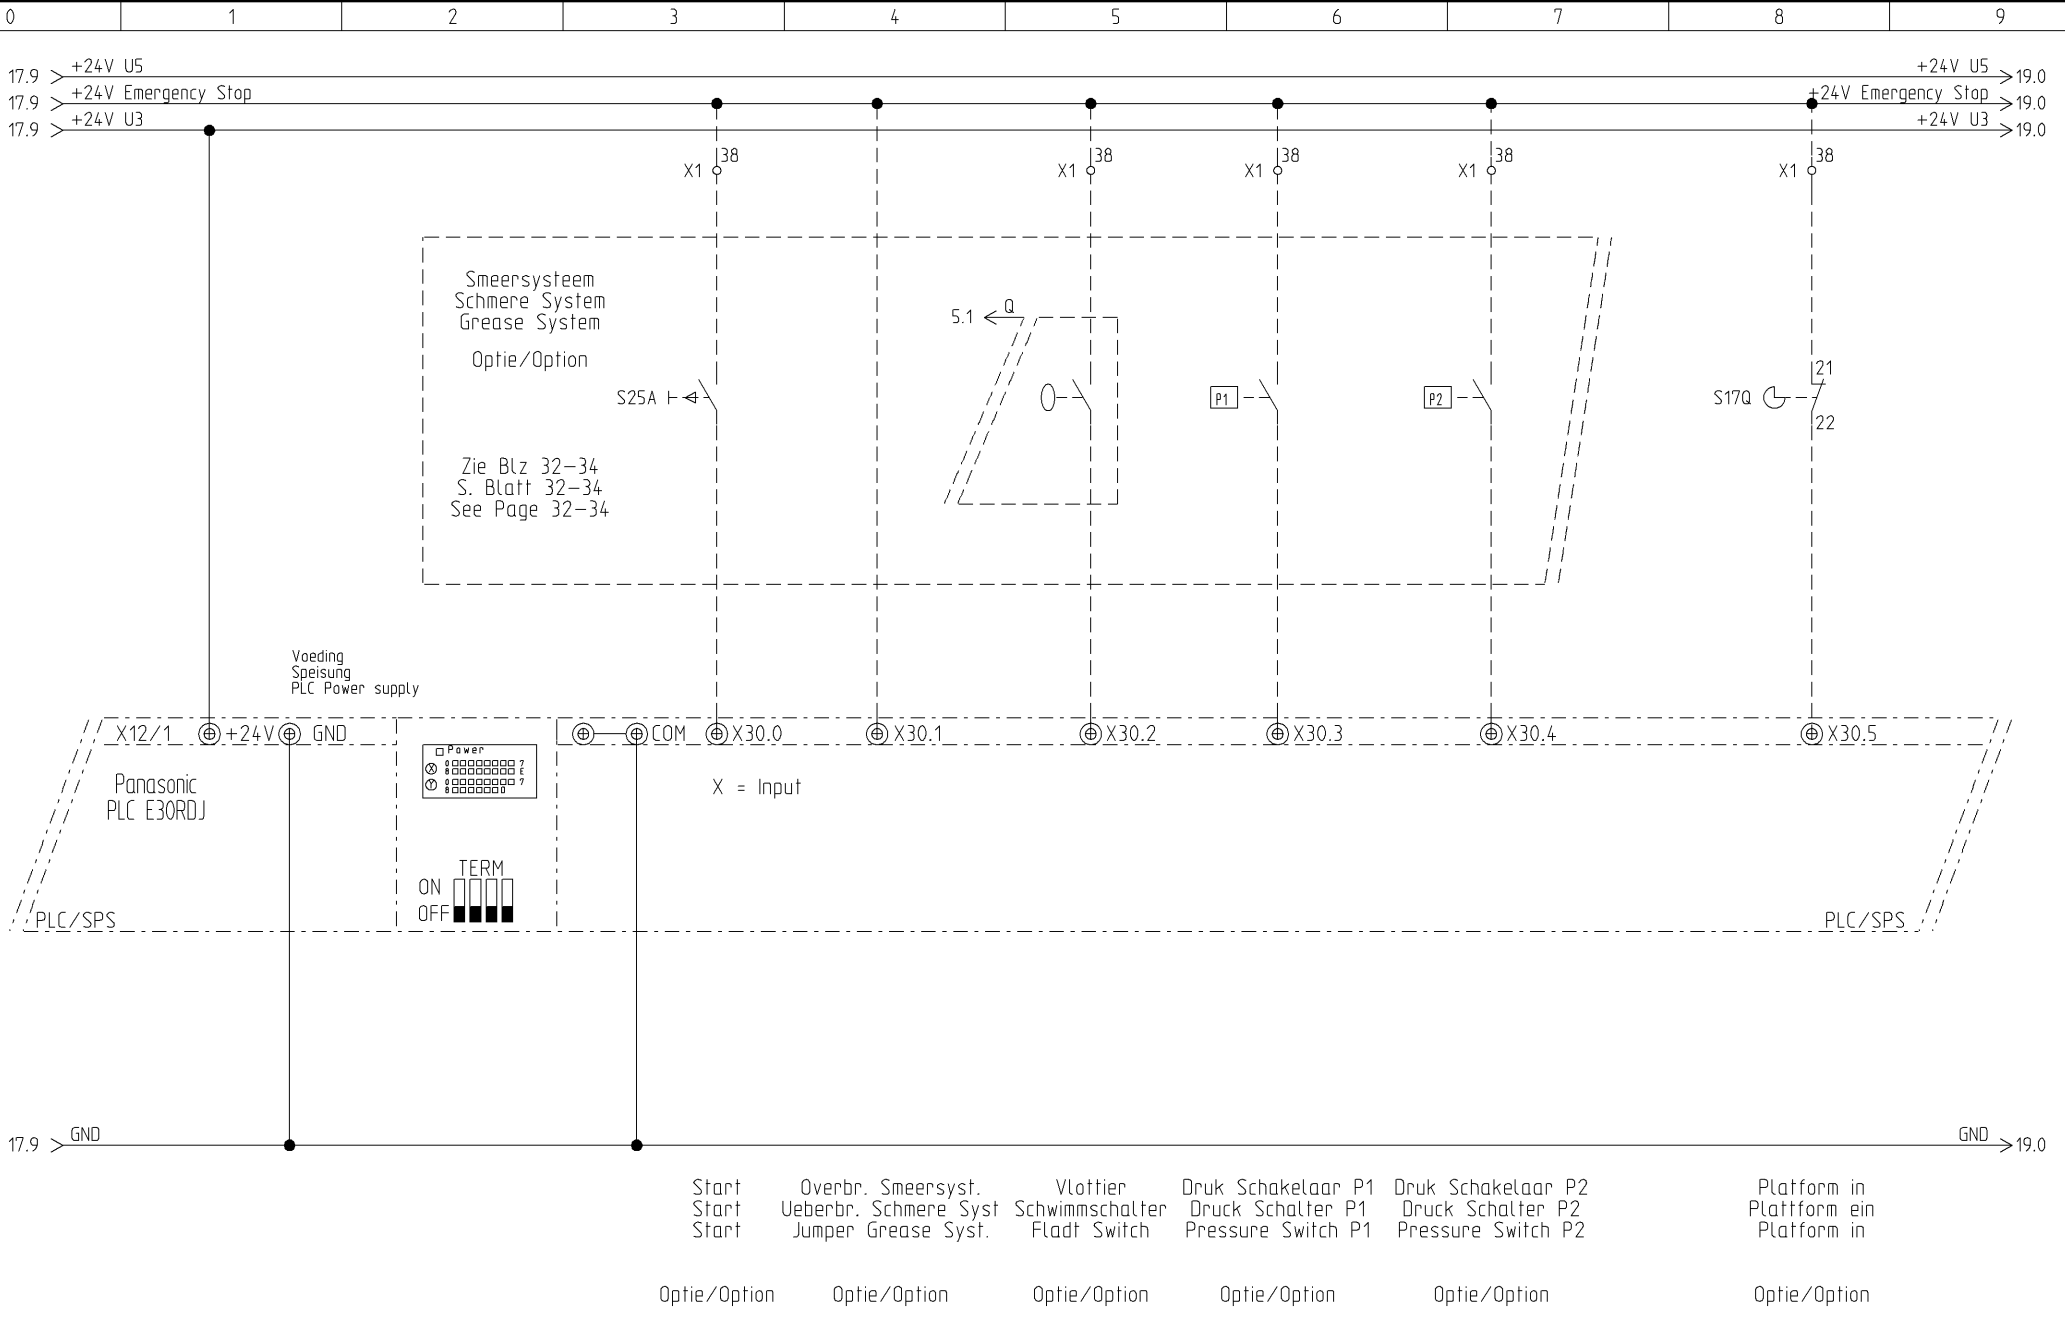 0 1 2 3 4 5 6 7 8 9
17.9 +24V U5 +24V U5 19.0
17.9 +24V Emergency Stop +24V Emergency Stop 19.0
17.9 +24V U3 +24V U3 19.0
38 38 38 38 38
X1 X1 X1 X1 X1
Smeersysteem
Schmere System
Grease System
Optie/Option
5.1 Q
21
S25A P1 P2 S17Q
22
Zie Blz 32-34
S. Blatt 32-34
See Page 32-34
Voeding
Speisung
PLC Power supply
X12/1 +24V GND COM X30.0 X30.1 X30.2 X30.3 X30.4 X30.5
Power
X 0 7
8 E
Y 0 7
8 D
Panasonic
PLC E30RDJ
X = Input
TERM
ON
OFF
PLC/SPS PLC/SPS
17.9 GND GND 19.0
Start Overbr. Smeersyst. Vlottier Druk Schakelaar P1 Druk Schakelaar P2 Platform in
Start Ueberbr. Schmere Syst Schwimmschalter Druck Schalter P1 Druck Schalter P2 Plattform ein
Start Jumper Grease Syst. Fladt Switch Pressure Switch P1 Pressure Switch P2 Platform in
Optie/Option Optie/Option Optie/Option Optie/Option Optie/Option Optie/Option